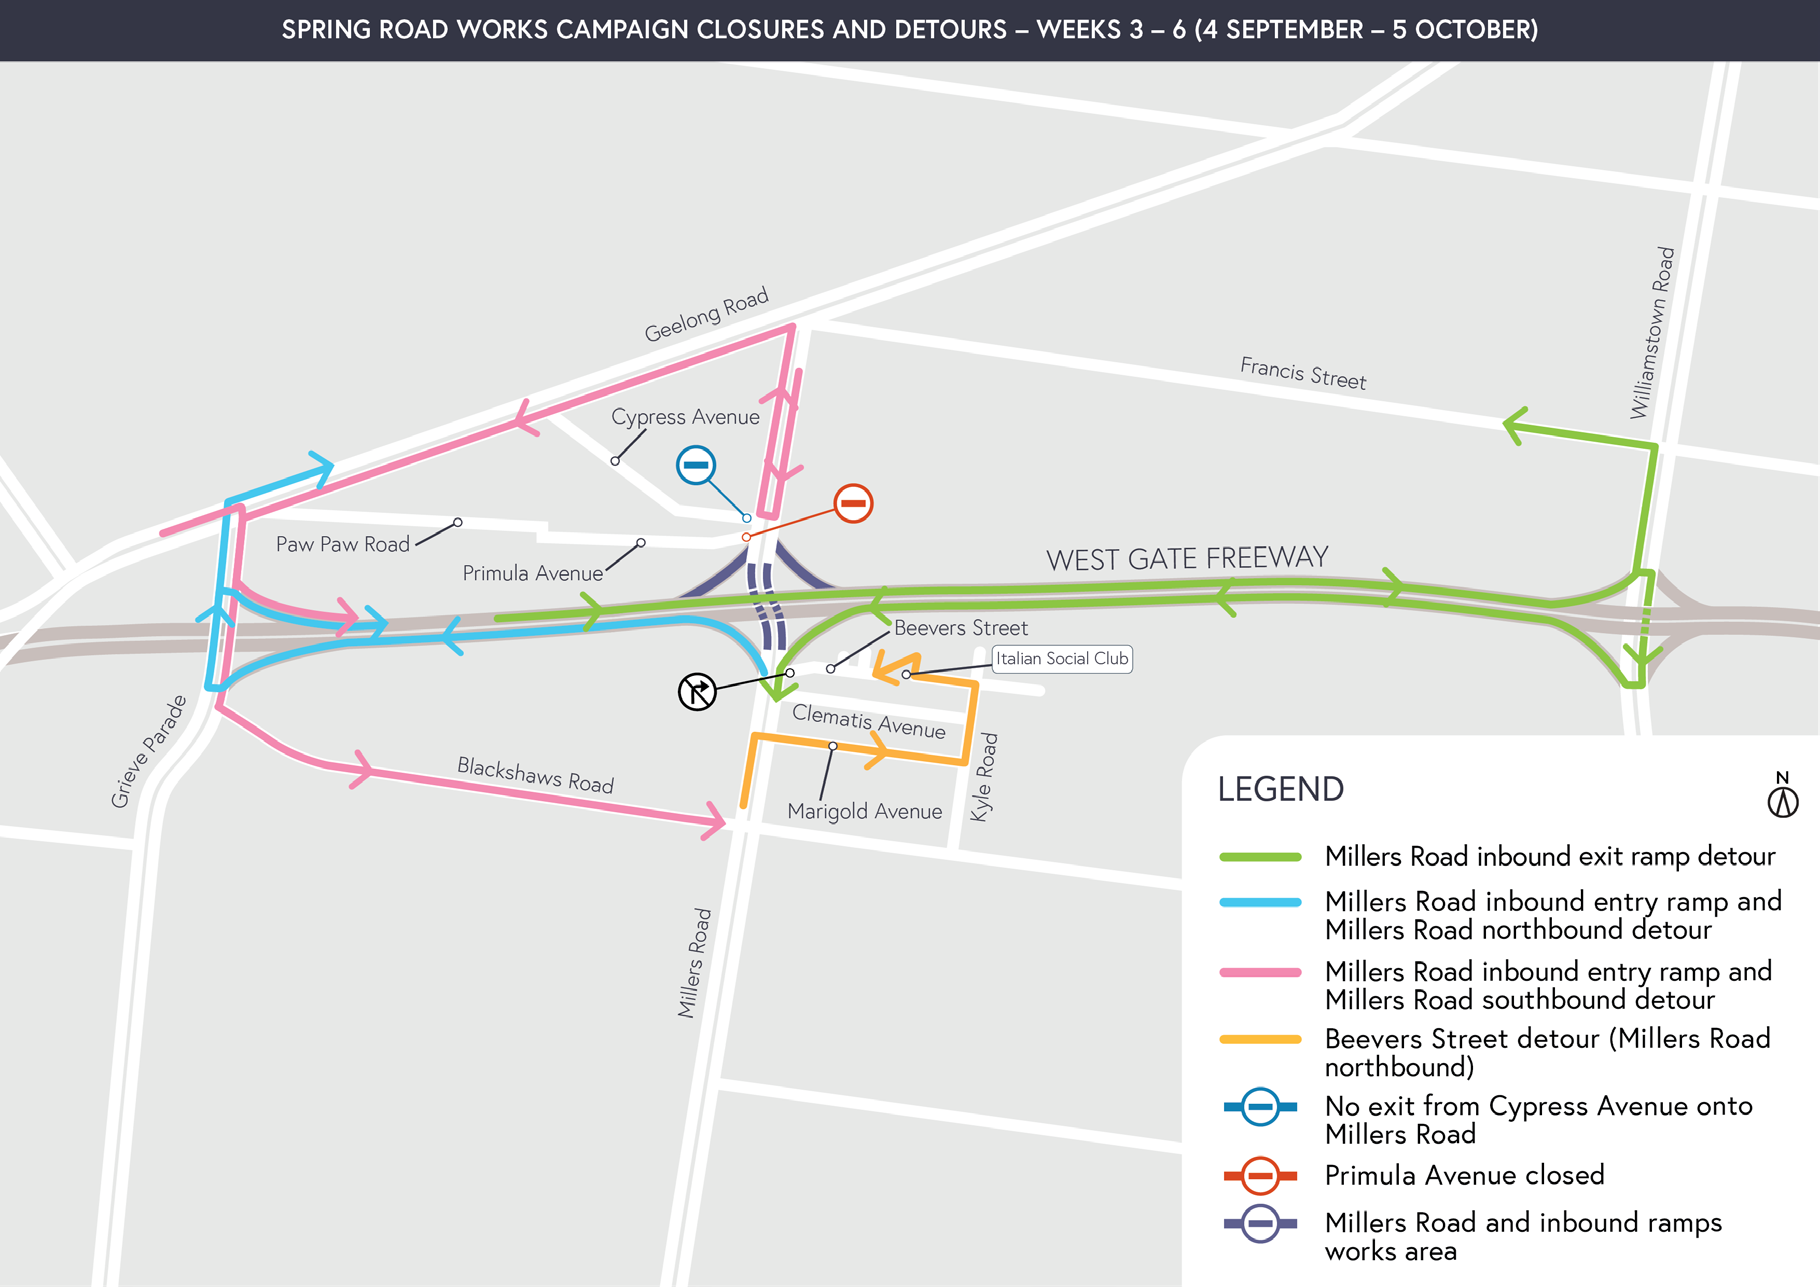 SPRING ROAD WORKS CAMPAIGN CLOSURES AND DETOURS – WEEKS 3 – 6 (4 SEPTEMBER – 5 OCTOBER)
Geelong Road
Williamstown Road
Francis Street
Cypress Avenue
Paw Paw Road
Primula Avenue
WEST GATE FREEWAY
Beevers Street
Italian Social Club
Clematis Avenue
Grieve Parade
Blackshaws Road
Marigold Avenue
Kyle Road
Millers Road
LEGEND
N
Millers Road inbound exit ramp detour
Millers Road inbound entry ramp and
Millers Road northbound detour
Millers Road inbound entry ramp and
Millers Road southbound detour
Beevers Street detour (Millers Road
northbound)
No exit from Cypress Avenue onto
Millers Road
Primula Avenue closed
Millers Road and inbound ramps
works area